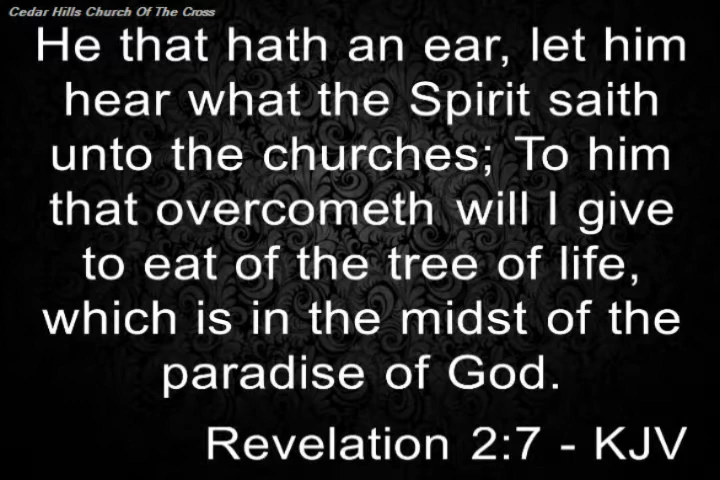 Cedar Hills Church Of The Cross
He that hath an ear, let him
hear what the Spirit saith
unto the churches; To him
that overcometh will I give
to eat of the tree of life,
which is in the midst of the
paradise of God.
Revelation 2:7 - KJV